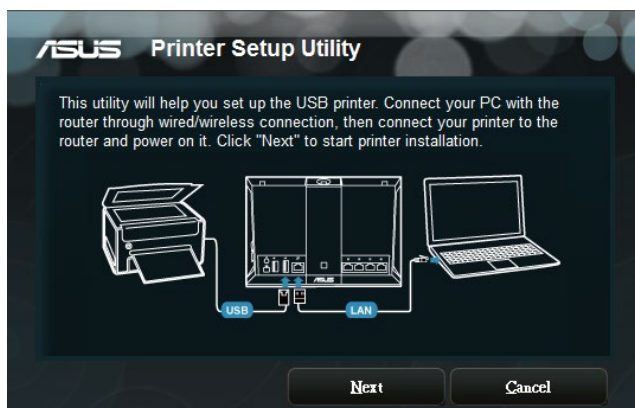 ASUS Printer Setup Utility
This utility will help you set up the USB printer. Connect your PC with the
router through wired/wireless connection, then connect your printer to the
router and power on it. Click "Next" to start printer installation.
ASUS
USB LAN
Next Cancel